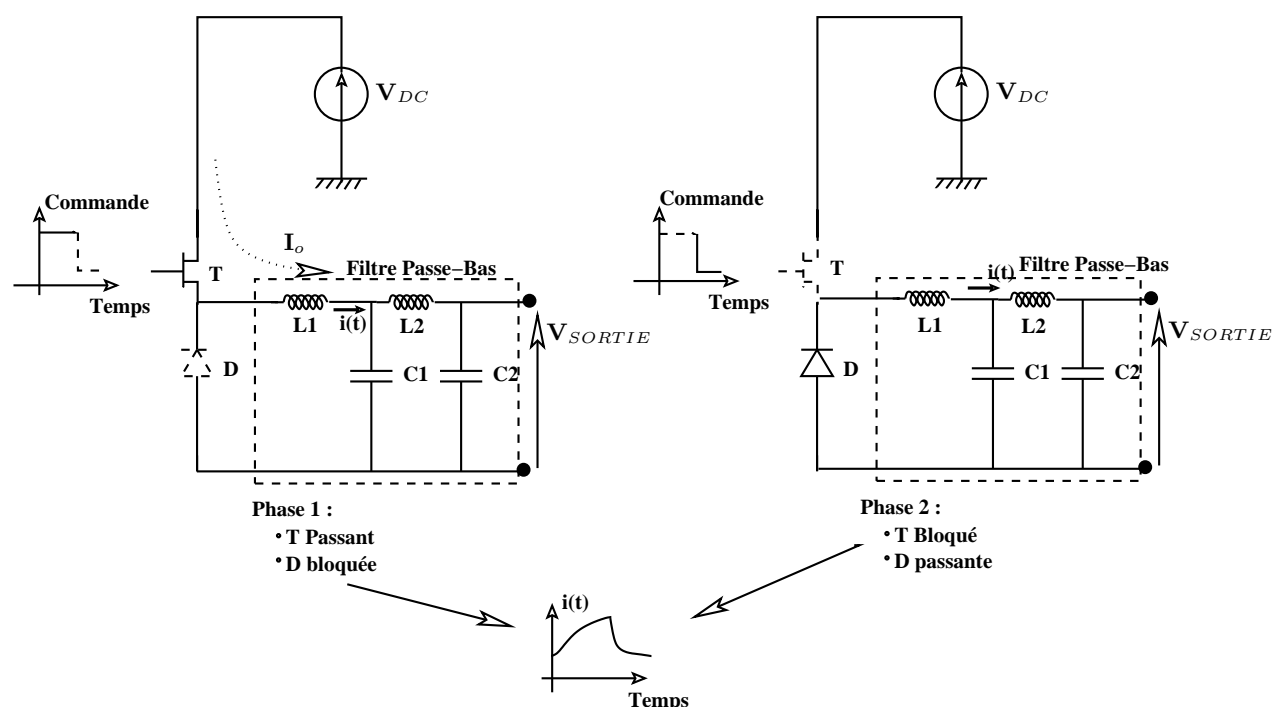 V_DC
Commande
I_o
T
Filtre Passe−Bas
Temps
L1
i(t)
L2
V_SORTIE
D
C1
C2
Phase 1 :
• T Passant
• D bloquée
V_DC
Commande
T
Filtre Passe−Bas
i(t)
Temps
L1
L2
V_SORTIE
D
C1
C2
Phase 2 :
• T Bloqué
• D passante
i(t)
Temps